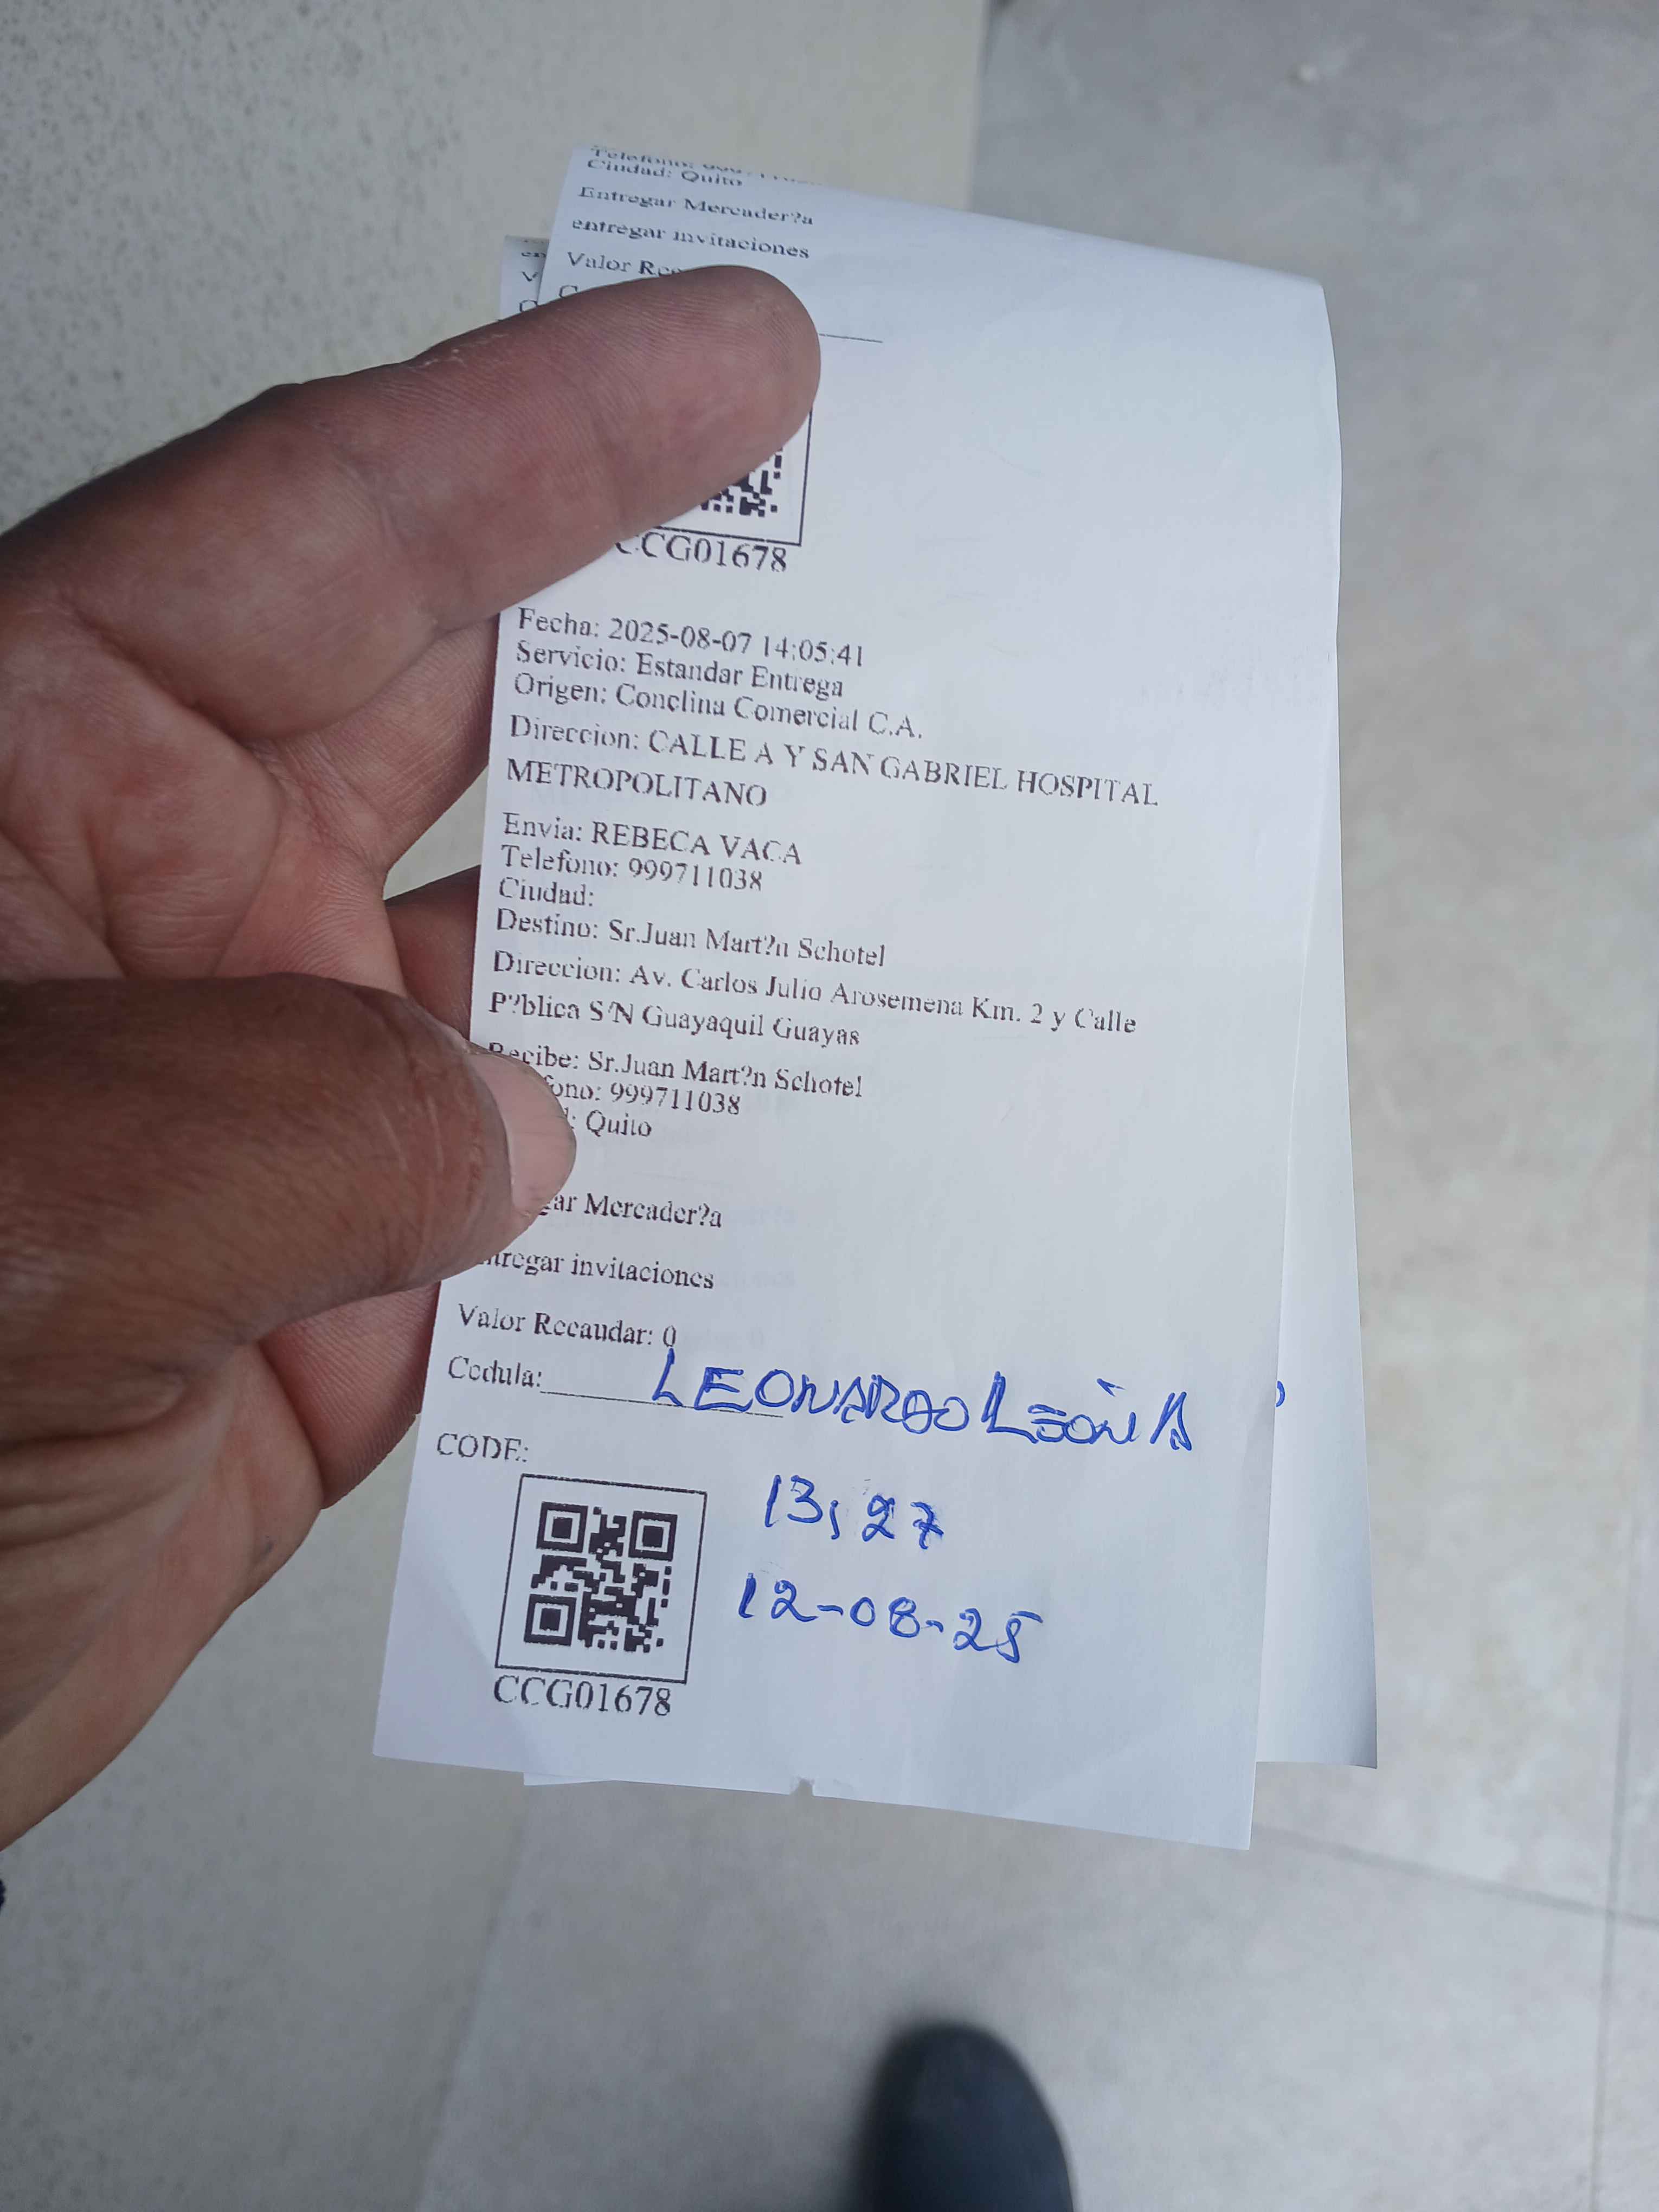 Ciudad: Quito
Entregar Mercader?a
entregar invitaciones
Valor
CCG01678
Fecha: 2025-08-07 14:05:41
Servicio: Estandar Entrega
Origen: Conclina Comercial C.A.
Direccion: CALLE A Y SAN GABRIEL HOSPITAL
METROPOLITANO
Envia: REBECA VACA
Telefono: 999711038
Ciudad:
Destino: Sr.Juan Mart?n Schotel
Direccion: Av. Carlos Julio Arosemena Km. 2 y Calle
P?blica S/N Guayaquil Guayas
Recibe: Sr.Juan Mart?n Schotel
fono: 999711038
: Quito
gar Mercader?a
ntregar invitaciones
Valor Recaudar: 0
Cedula: LEONARDO LEÓN A
CODE:
13,27
12-08-25
CCG01678